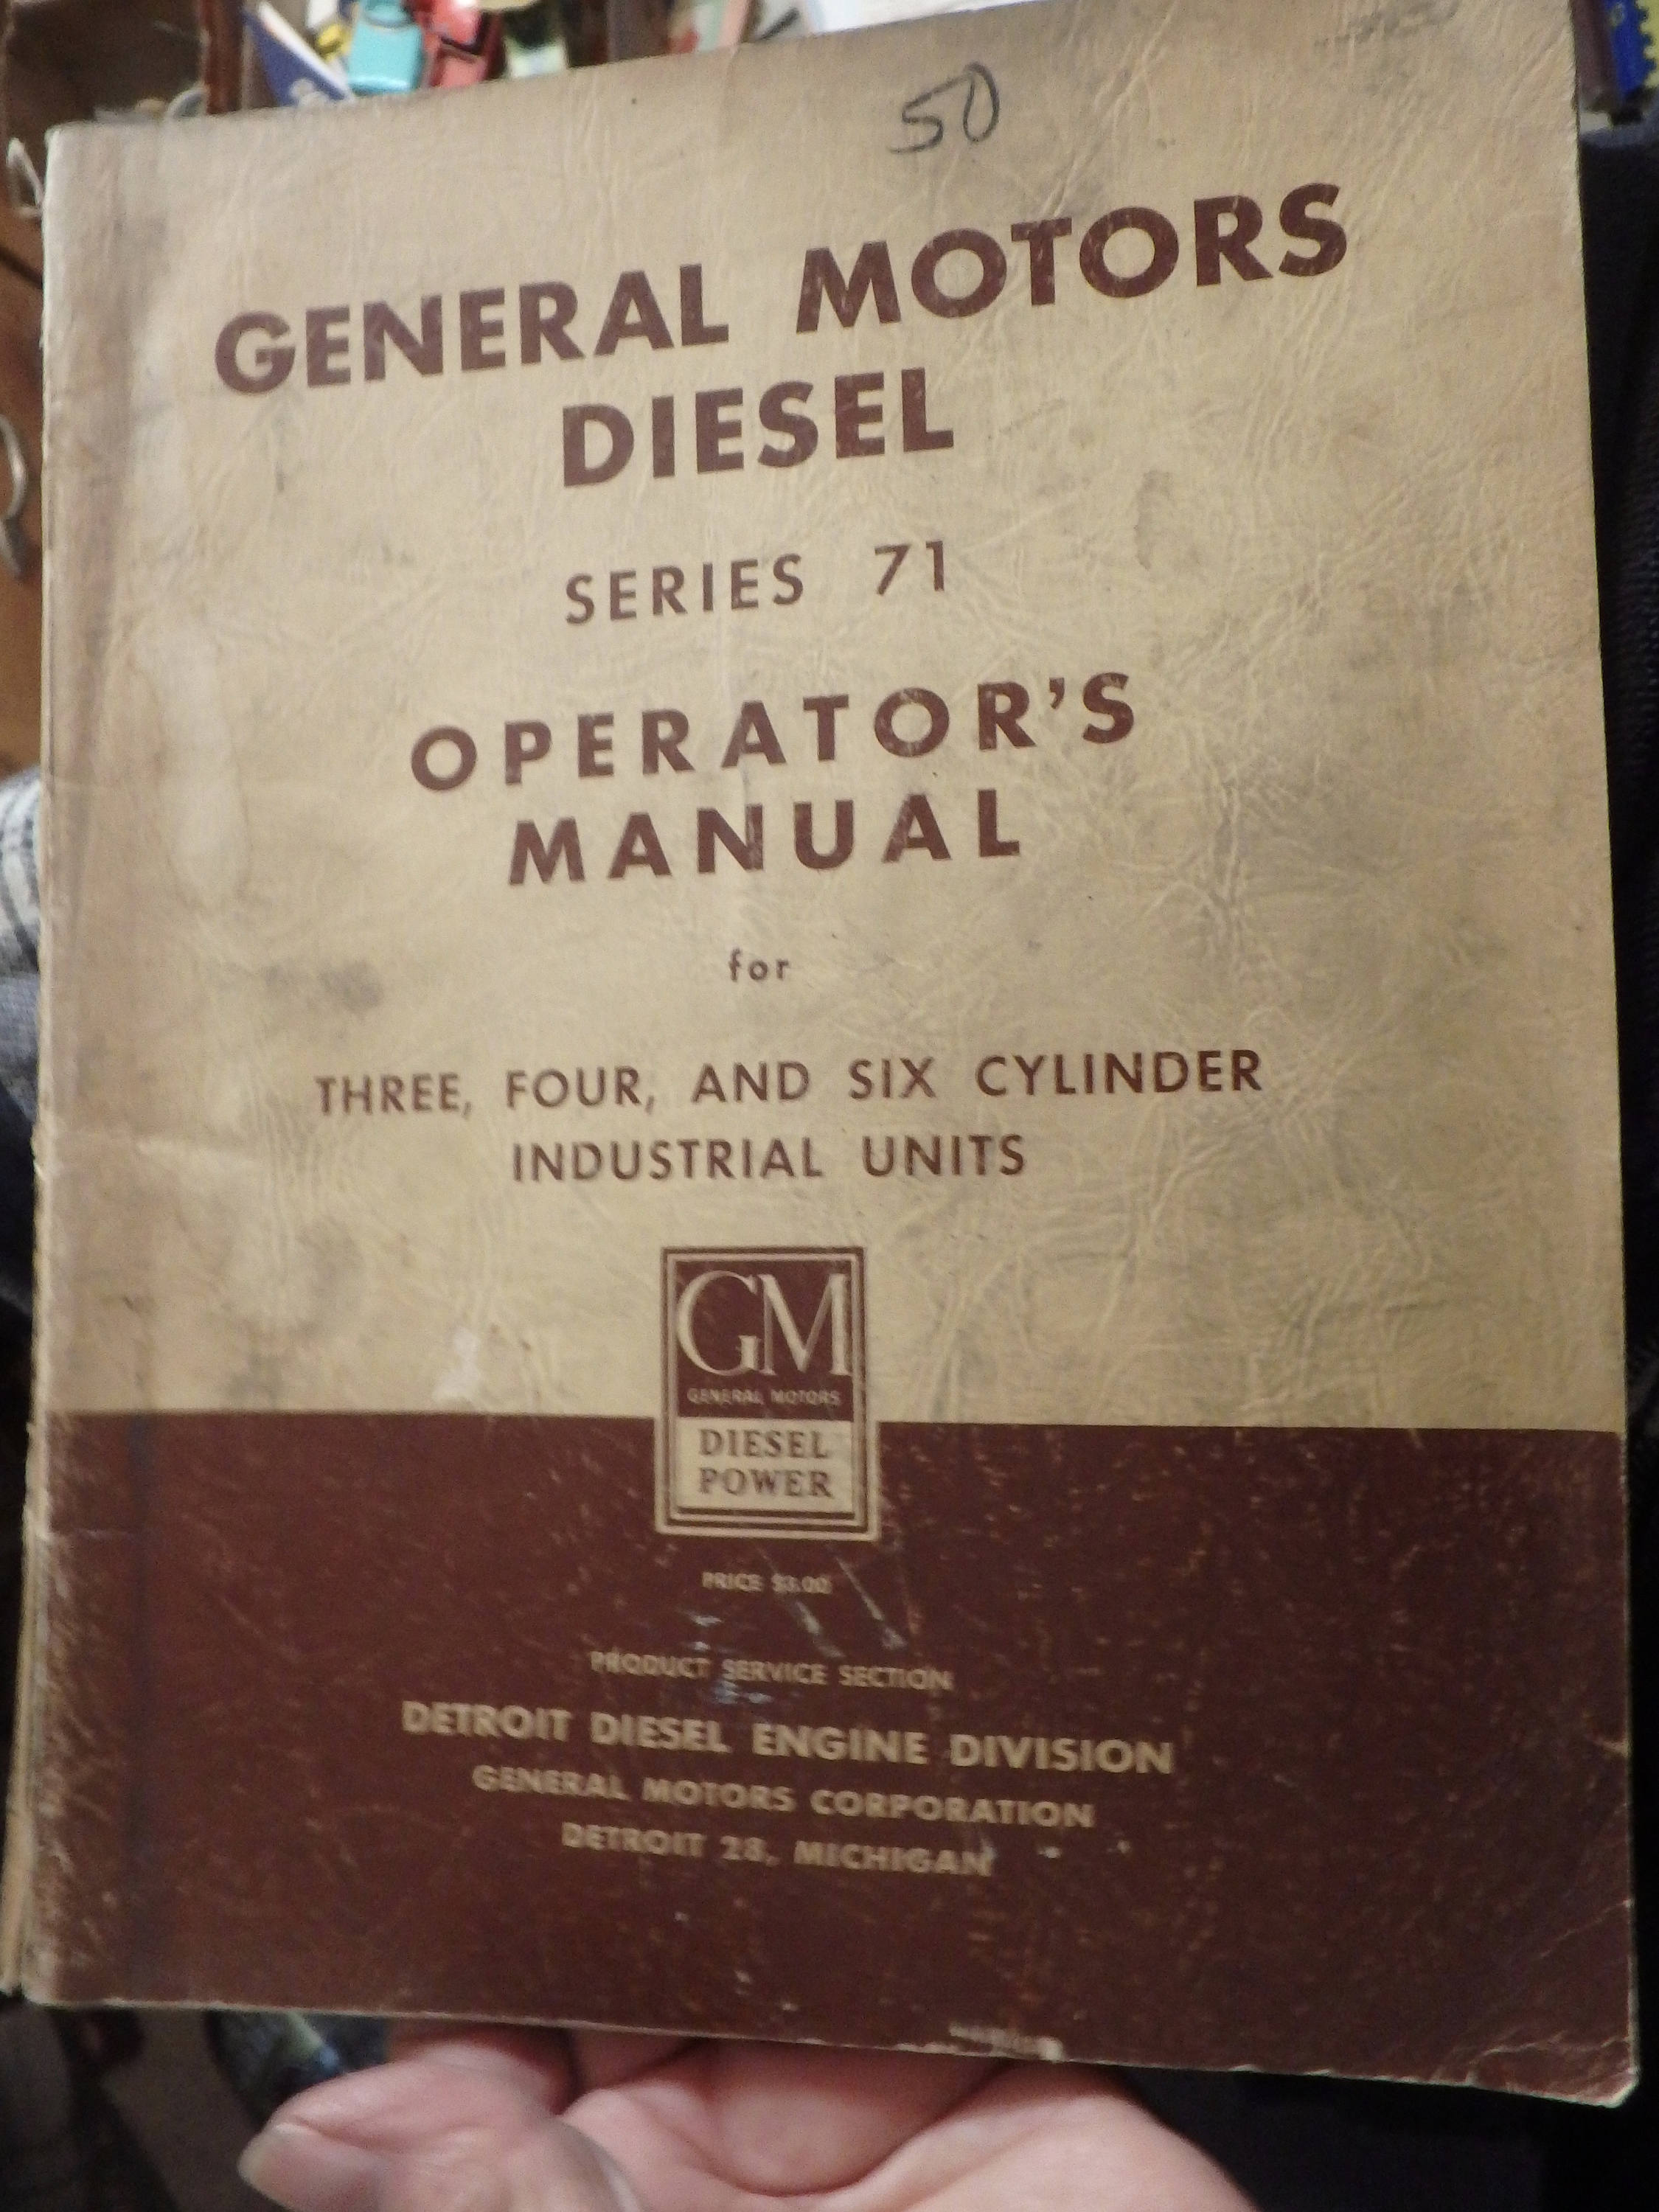 50
GENERAL MOTORS
DIESEL
SERIES 71
OPERATOR'S
MANUAL
for
THREE, FOUR, AND SIX CYLINDER
INDUSTRIAL UNITS
GM
GENERAL MOTORS
DIESEL
POWER
PRICE
PRODUCT SERVICE SECTION
DETROIT DIESEL ENGINE DIVISION
GENERAL MOTORS CORPORATION
DETROIT 28, MICHIGAN